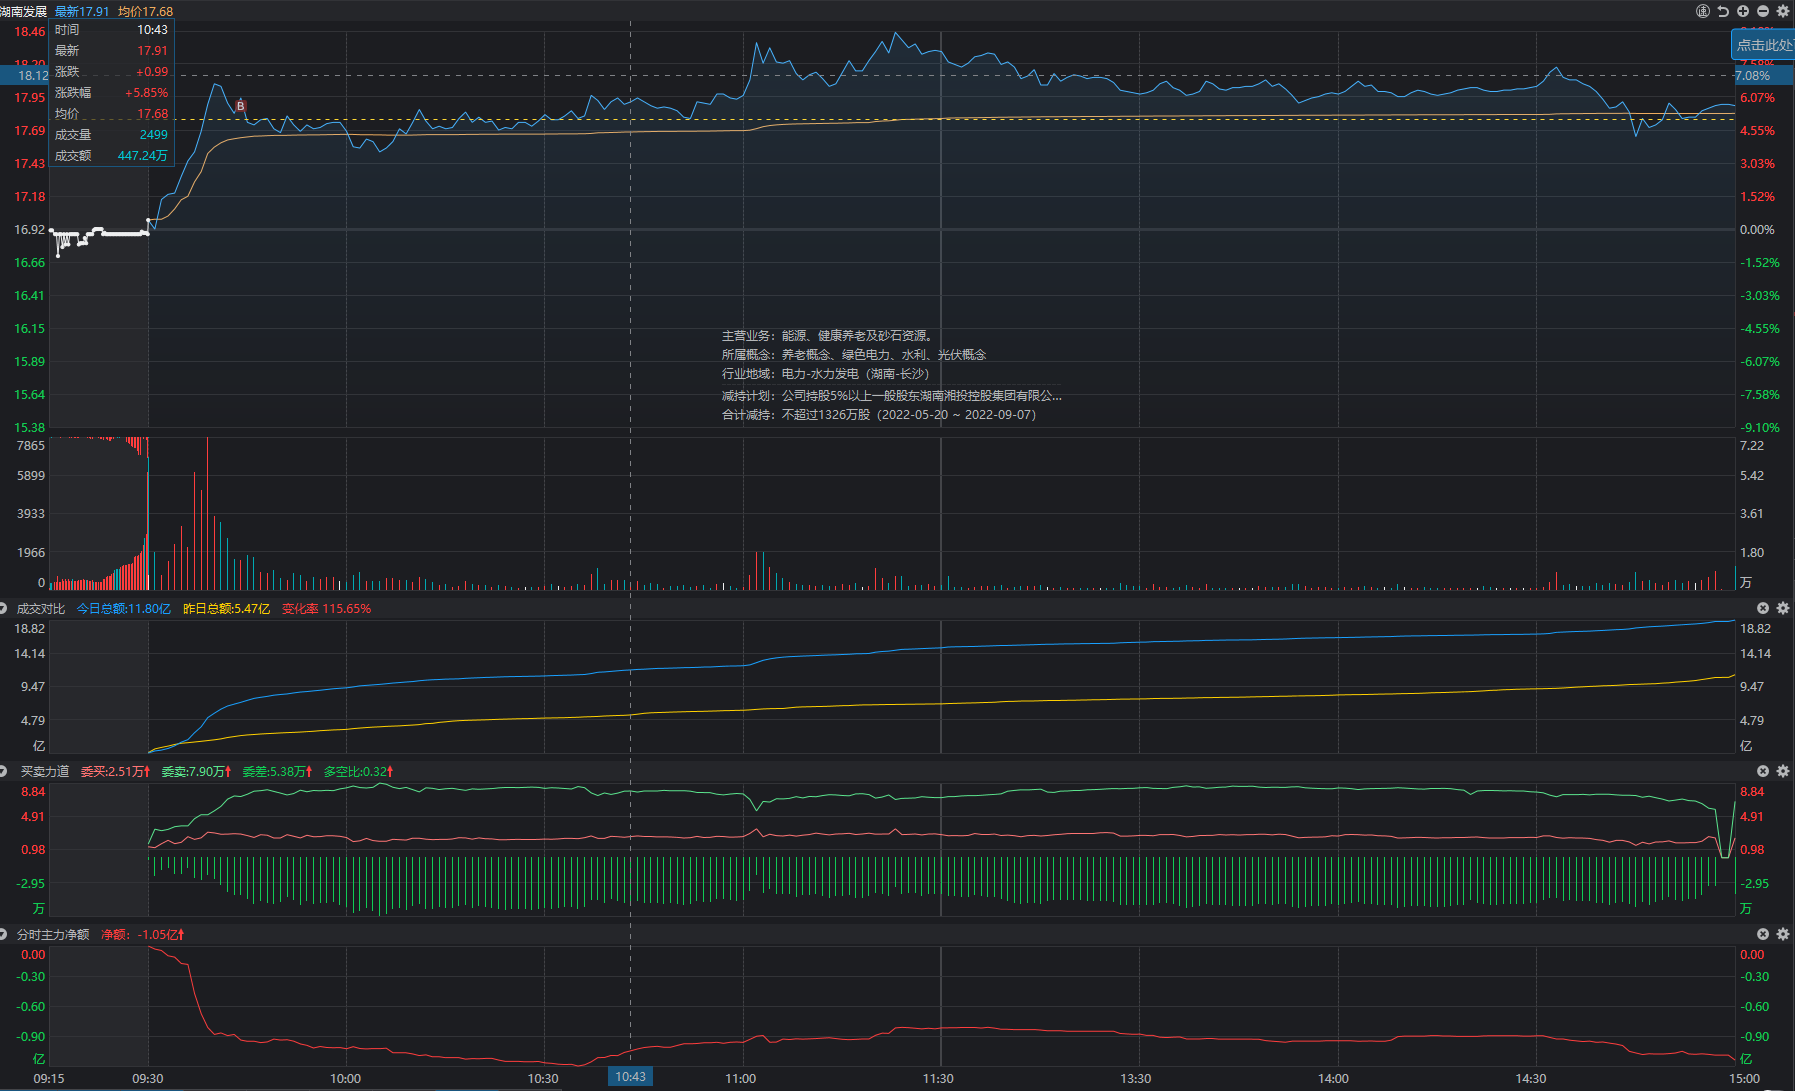 湖南发展 最新17.91 均价17.68
时间 10:43
最新 17.91
涨跌 +0.99
涨跌幅 +5.85%
均价 17.68
成交量 2499
成交额 447.24万
点击此处
18.46
18.20 7.58%
18.12 7.08%
17.95 6.07%
17.69 4.55%
17.43 3.03%
17.18 1.52%
16.92 0.00%
16.66 -1.52%
16.41 -3.03%
16.15 -4.55%
15.89 -6.07%
15.64 -7.58%
15.38 -9.10%
B
主营业务：能源、健康养老及砂石资源。
所属概念：养老概念、绿色电力、水利、光伏概念
行业地域：电力-水力发电（湖南-长沙）
减持计划：公司持股5%以上一般股东湖南湘投控股集团有限公...
合计减持：不超过1326万股（2022-05-20 ~ 2022-09-07）
7865 7.22
5899 5.42
3933 3.61
1966 1.80
0 万
成交对比 今日总额:11.80亿 昨日总额:5.47亿 变化率 115.65%
18.82 18.82
14.14 14.14
9.47 9.47
4.79 4.79
亿 亿
买卖力道 委买:2.51万↑ 委卖:7.90万↑ 委差:5.38万↑ 多空比:0.32↑
8.84 8.84
4.91 4.91
0.98 0.98
-2.95 -2.95
万 万
分时主力净额 净额：-1.05亿↑
0.00 0.00
-0.30 -0.30
-0.60 -0.60
-0.90 -0.90
亿 亿
09:15 09:30 10:00 10:30 10:43 11:00 11:30 13:30 14:00 14:30 15:00